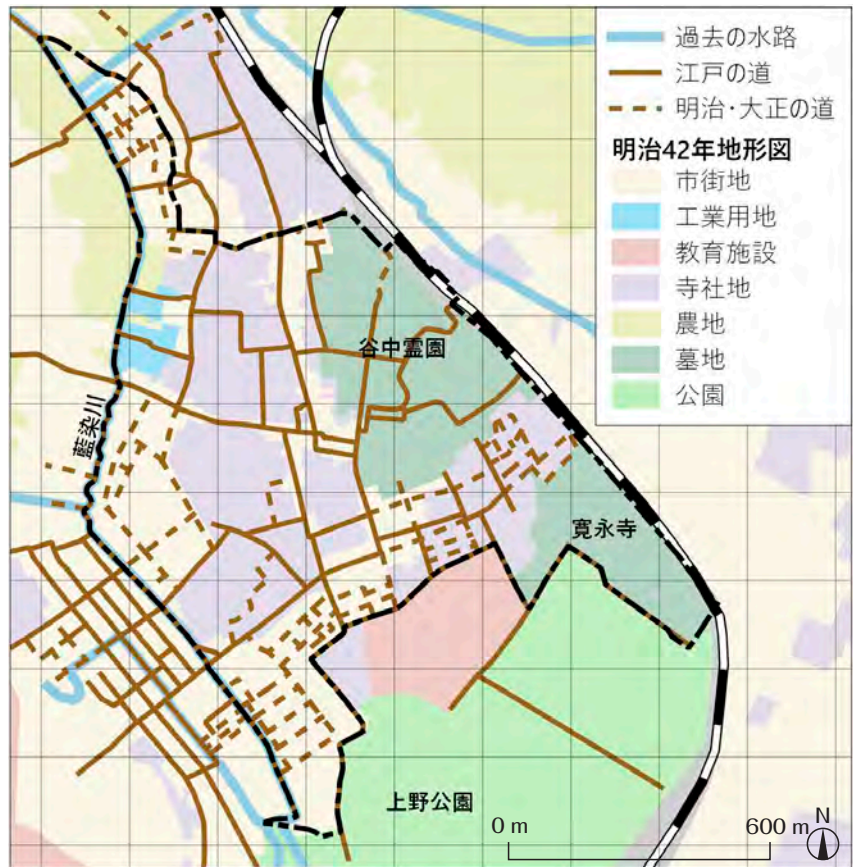 過去の水路
江戸の道
明治・大正の道
明治42年地形図
市街地
工業用地
教育施設
寺社地
農地
墓地
公園
谷中霊園
藍染川
寛永寺
上野公園
0 m 600 m
N